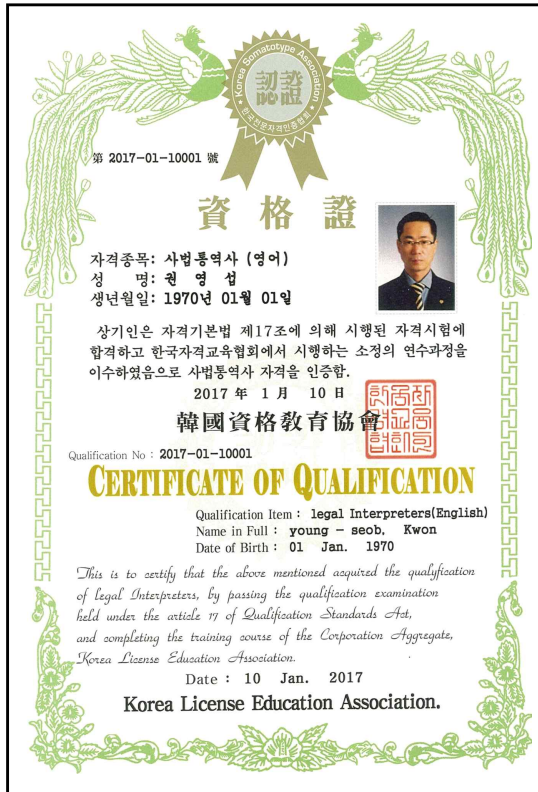 Korea Somatotype Association
認證
한국전문자격인증협회
第 2017-01-10001 號
資格證
자격종목: 사법통역사 (영어)
성 명: 권 영 섭
생년월일: 1970년 01월 01일
상기인은 자격기본법 제17조에 의해 시행된 자격시험에
합격하고 한국자격교육협회에서 시행하는 소정의 연수과정을
이수하였음으로 사법통역사 자격을 인증함.
2017 年 1 月 10 日
韓國資格敎育協會
Qualification No : 2017-01-10001
CERTIFICATE OF QUALIFICATION
Qualification Item : legal Interpreters(English)
Name in Full : young - seob, Kwon
Date of Birth : 01 Jan. 1970
This is to certify that the above mentioned acquired the qualyfication
of legal Interpreters, by passing the qualification examination
held under the article 17 of Qualification Standards Act,
and completing the training course of the Corporation Aggregate,
Korea License Education Association.
Date : 10 Jan. 2017
Korea License Education Association.